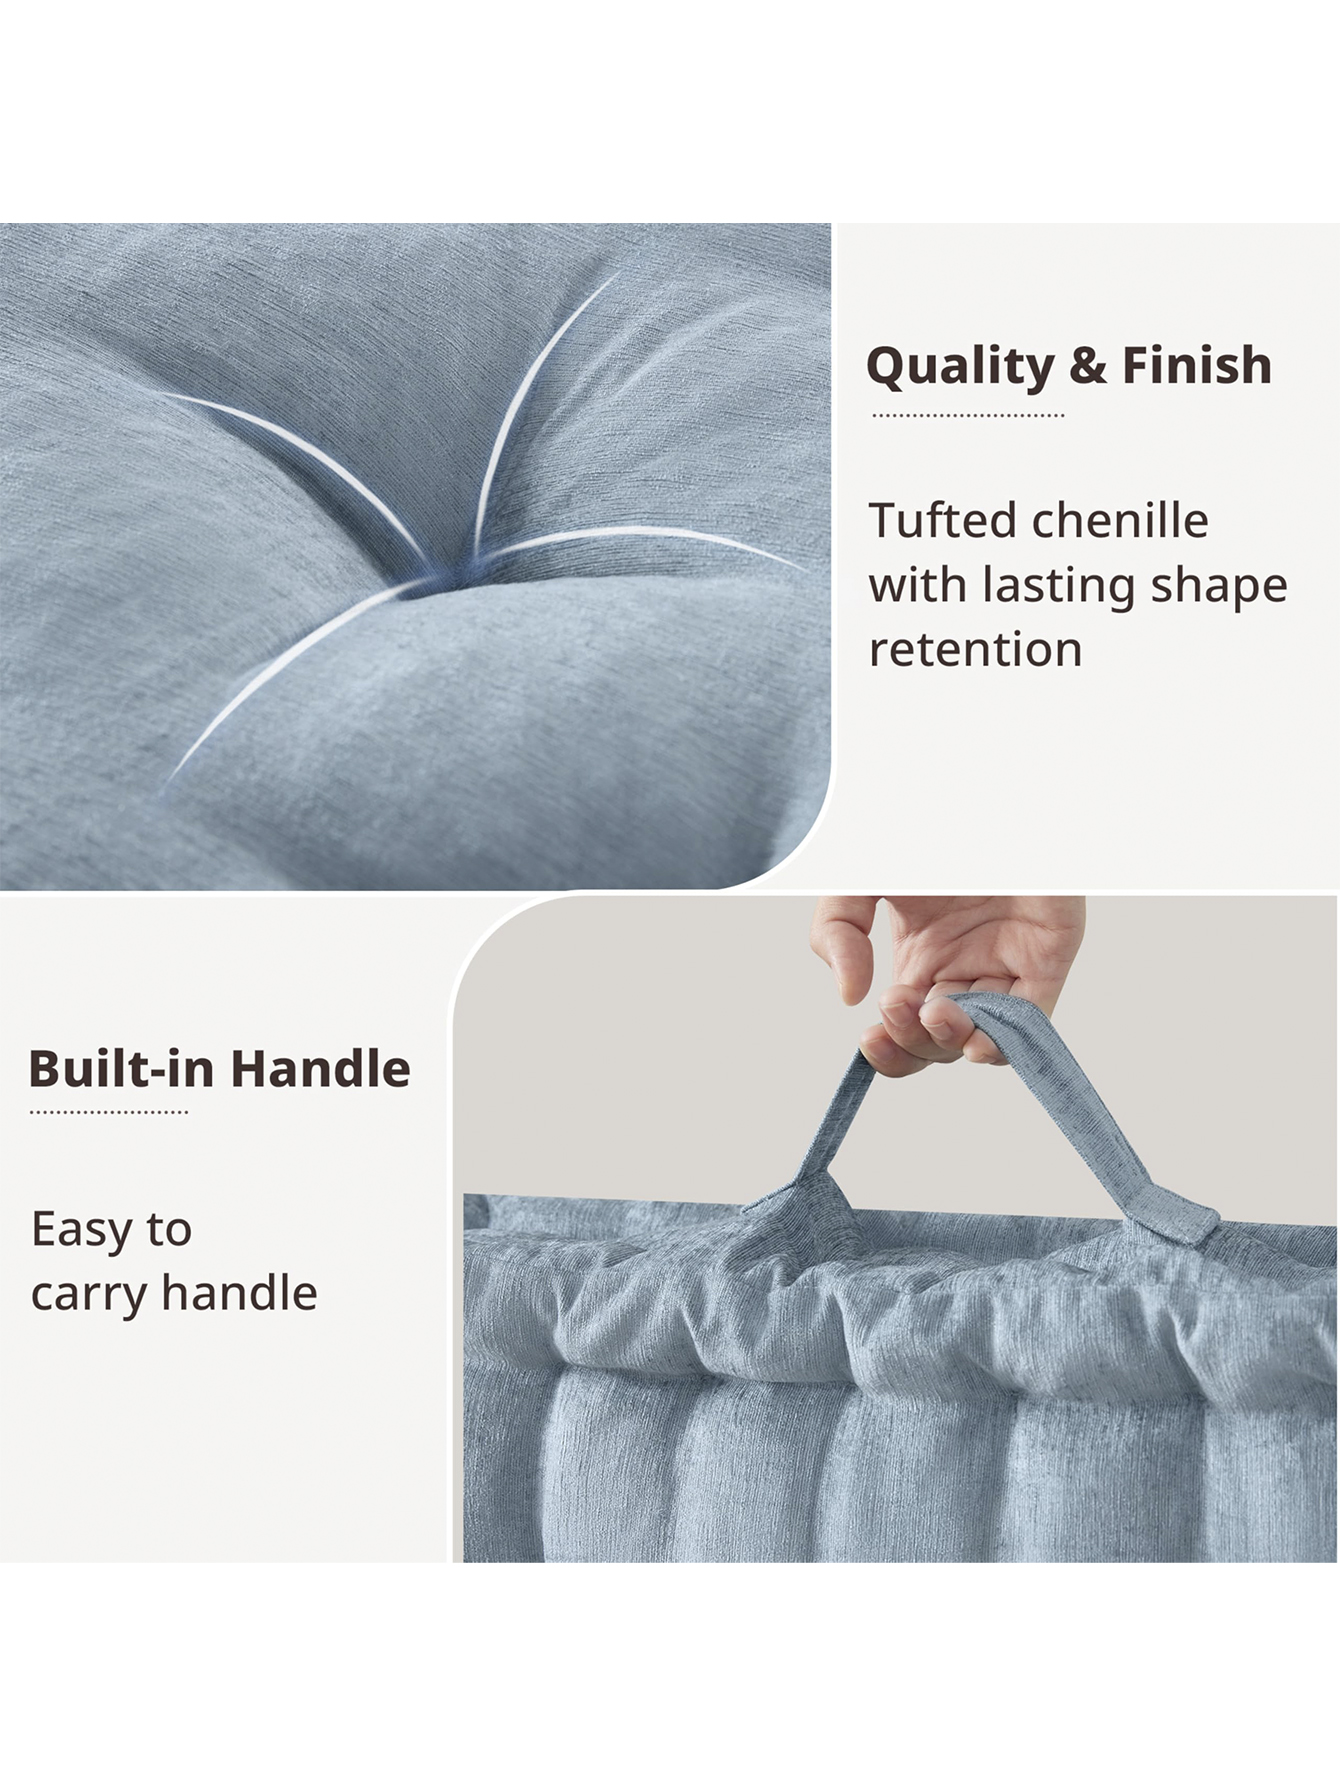 Quality & Finish
Tufted chenille
with lasting shape
retention
Built-in Handle
Easy to
carry handle